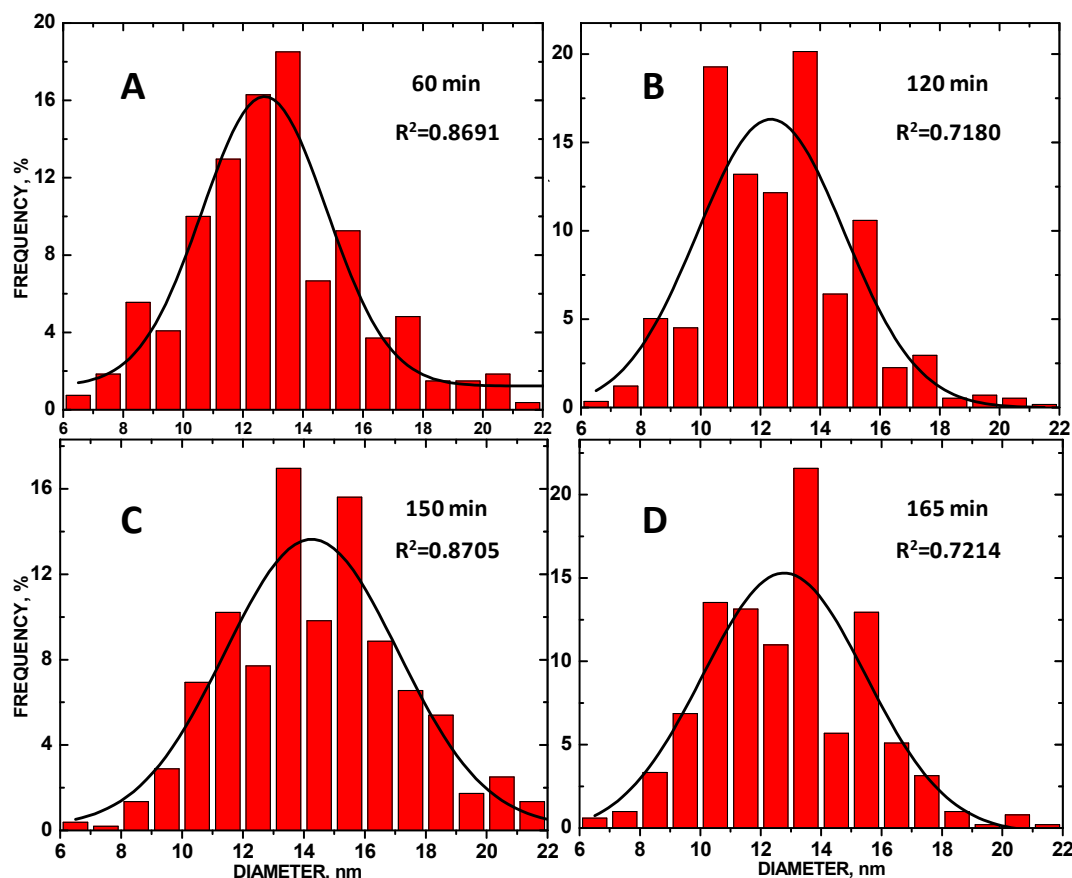 A
60 min
R²=0.8691
FREQUENCY, %
20
16
12
8
4
0
6 8 10 12 14 16 18 20 22
B
120 min
R²=0.7180
20
15
10
5
0
6 8 10 12 14 16 18 20 22
C
150 min
R²=0.8705
FREQUENCY, %
16
12
8
4
0
6 8 10 12 14 16 18 20 22
DIAMETER, nm
D
165 min
R²=0.7214
20
15
10
5
0
6 8 10 12 14 16 18 20 22
DIAMETER, nm